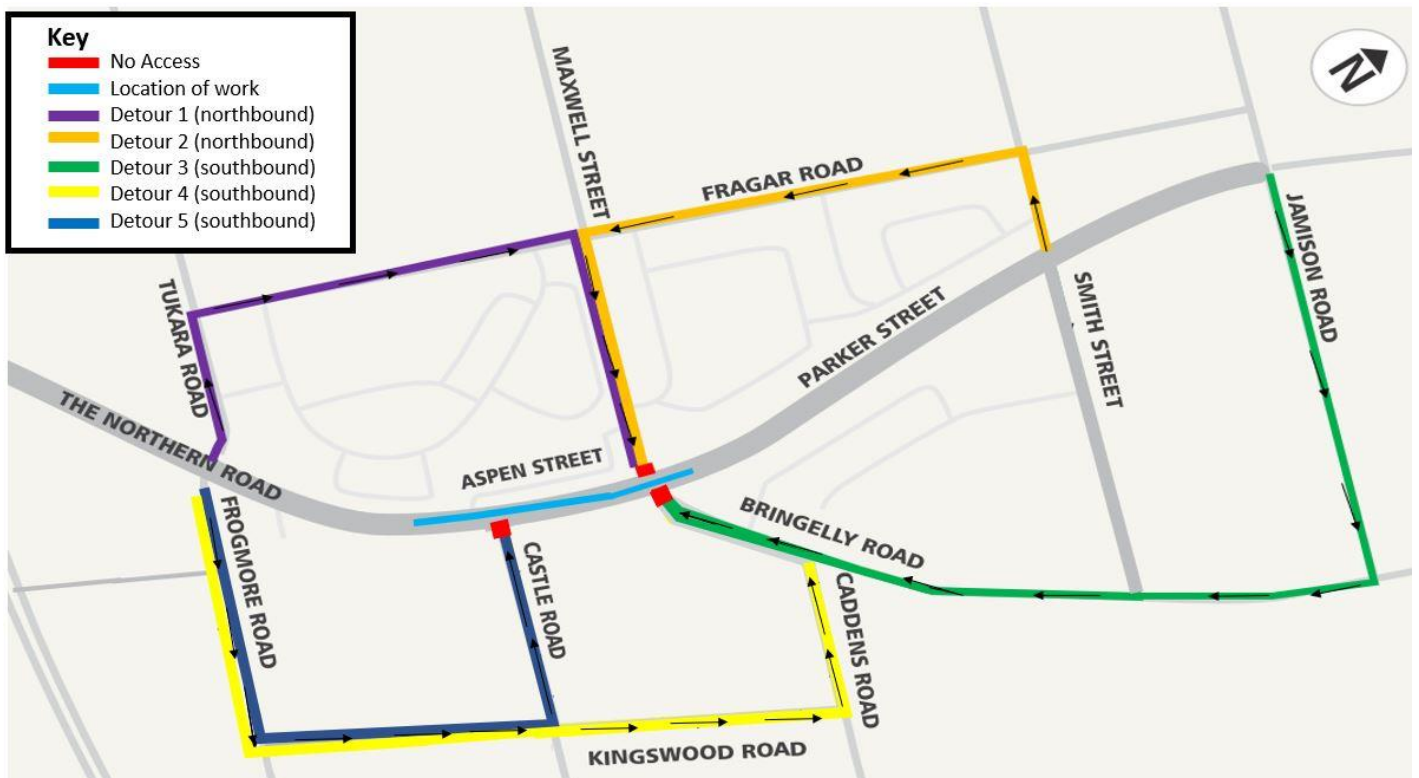 Key
No Access
Location of work
Detour 1 (northbound)
Detour 2 (northbound)
Detour 3 (southbound)
Detour 4 (southbound)
Detour 5 (southbound)
N
MAXWELL STREET
FRAGAR ROAD
JAMISON ROAD
TUKARA ROAD
SMITH STREET
PARKER STREET
THE NORTHERN ROAD
ASPEN STREET
BRINGELLY ROAD
FROGMORE ROAD
CASTLE ROAD
CADDENS ROAD
KINGSWOOD ROAD